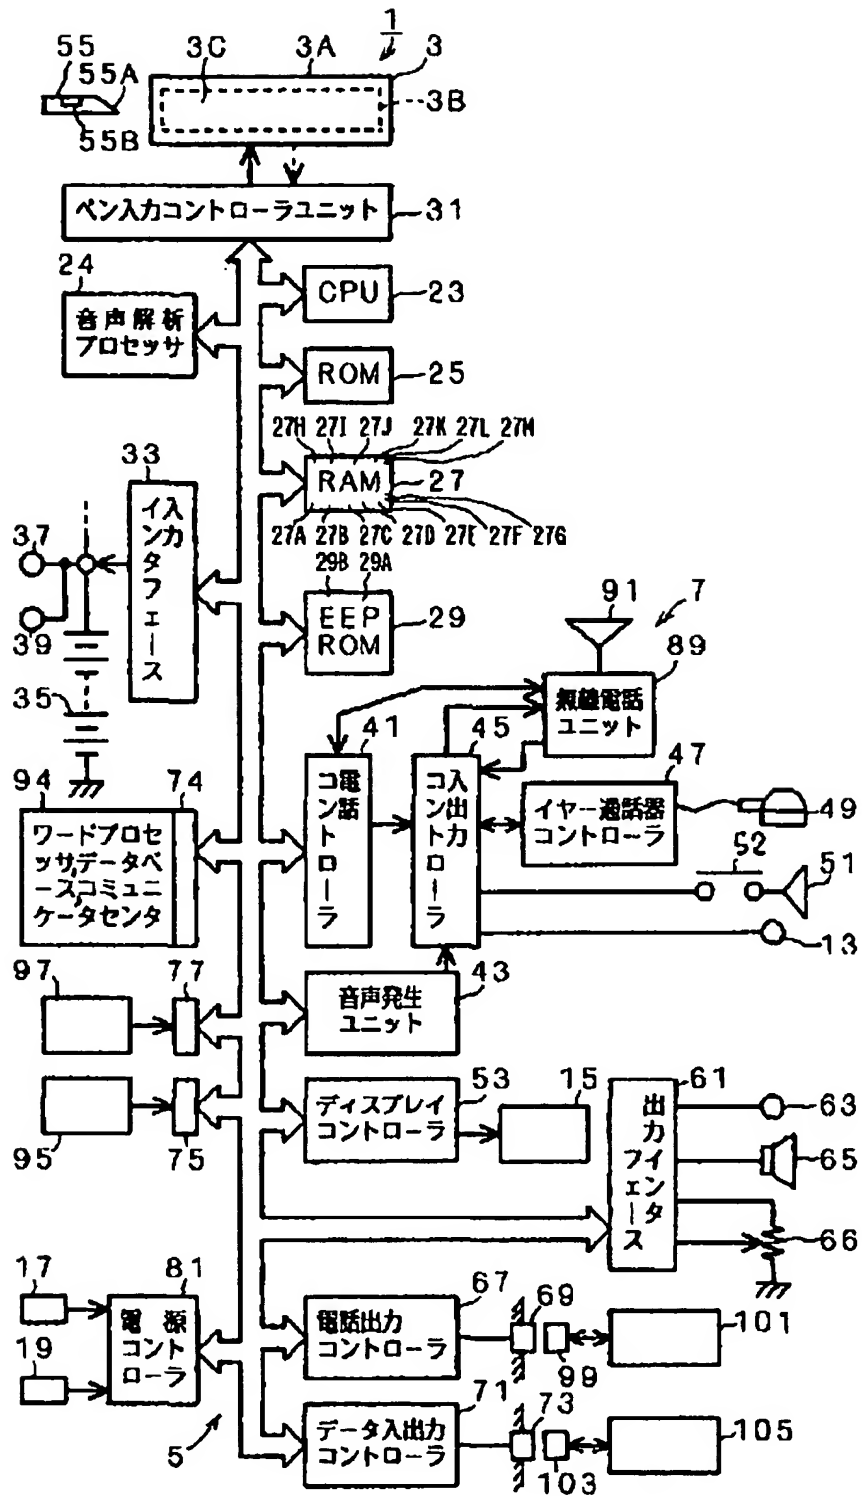 1
55
3C
3A
3
55A
3B
55B
ペン入力コントローラユニット
31
24
CPU
23
音声解析
プロセッサ
ROM
25
27H 27I 27J 27K 27L 27M
33
RAM
27
入力
インタフェース
27A 27B 27C 27D 27E 27F 27G
29B 29A
37
39
EEP
ROM
29
91
7
89
35
無線電話
ユニット
41
45
47
94
74
電話
コントローラ
入出力
コントローラ
イヤー通話器
コントローラ
49
ワードプロセ
ッサ,データベ
ース,コミュニ
ケータセンタ
52
51
13
97
77
音声発生
ユニット
43
95
75
ディスプレイ
コントローラ
53
15
61
出力インタ
フェース
63
65
66
17
81
19
電源
コント
ローラ
電話出力
コントローラ
67
69
99
101
5
データ入出力
コントローラ
71
73
103
105